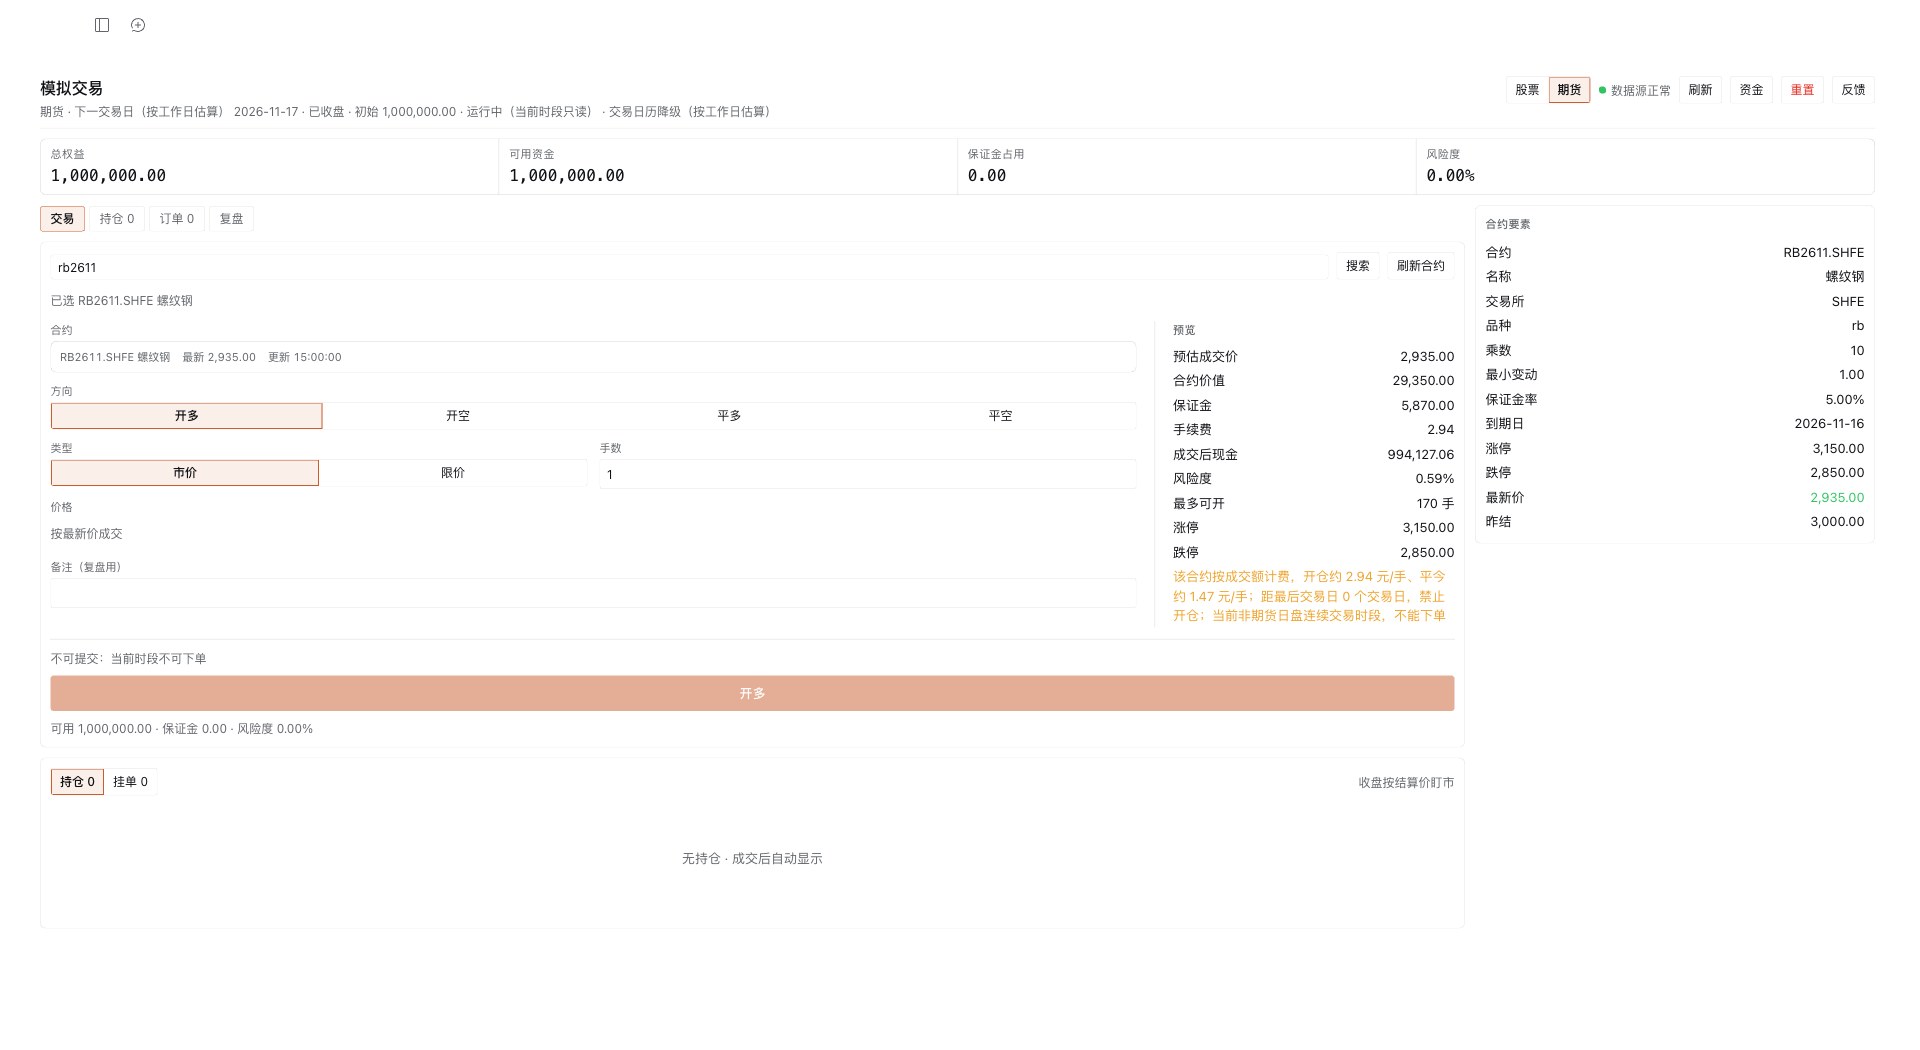 模拟交易
期货 · 下一交易日（按工作日估算） 2026-11-17 · 已收盘 · 初始 1,000,000.00 · 运行中（当前时段只读） · 交易日历降级（按工作日估算）
股票 期货 数据源正常 刷新 资金 重置 反馈
总权益 可用资金 保证金占用 风险度
1,000,000.00 1,000,000.00 0.00 0.00%
交易 持仓 0 订单 0 复盘
rb2611 搜索 刷新合约
已选 RB2611.SHFE 螺纹钢
合约
RB2611.SHFE 螺纹钢 最新 2,935.00 更新 15:00:00
方向
开多 开空 平多 平空
类型 手数
市价 限价 1
价格
按最新价成交
备注（复盘用）
预览
预估成交价 2,935.00
合约价值 29,350.00
保证金 5,870.00
手续费 2.94
成交后现金 994,127.06
风险度 0.59%
最多可开 170 手
涨停 3,150.00
跌停 2,850.00
该合约按成交额计费，开仓约 2.94 元/手、平今
约 1.47 元/手；距最后交易日 0 个交易日，禁止
开仓；当前非期货日盘连续交易时段，不能下单
不可提交：当前时段不可下单
开多
可用 1,000,000.00 · 保证金 0.00 · 风险度 0.00%
持仓 0 挂单 0 收盘按结算价盯市
无持仓 · 成交后自动显示
合约要素
合约 RB2611.SHFE
名称 螺纹钢
交易所 SHFE
品种 rb
乘数 10
最小变动 1.00
保证金率 5.00%
到期日 2026-11-16
涨停 3,150.00
跌停 2,850.00
最新价 2,935.00
昨结 3,000.00